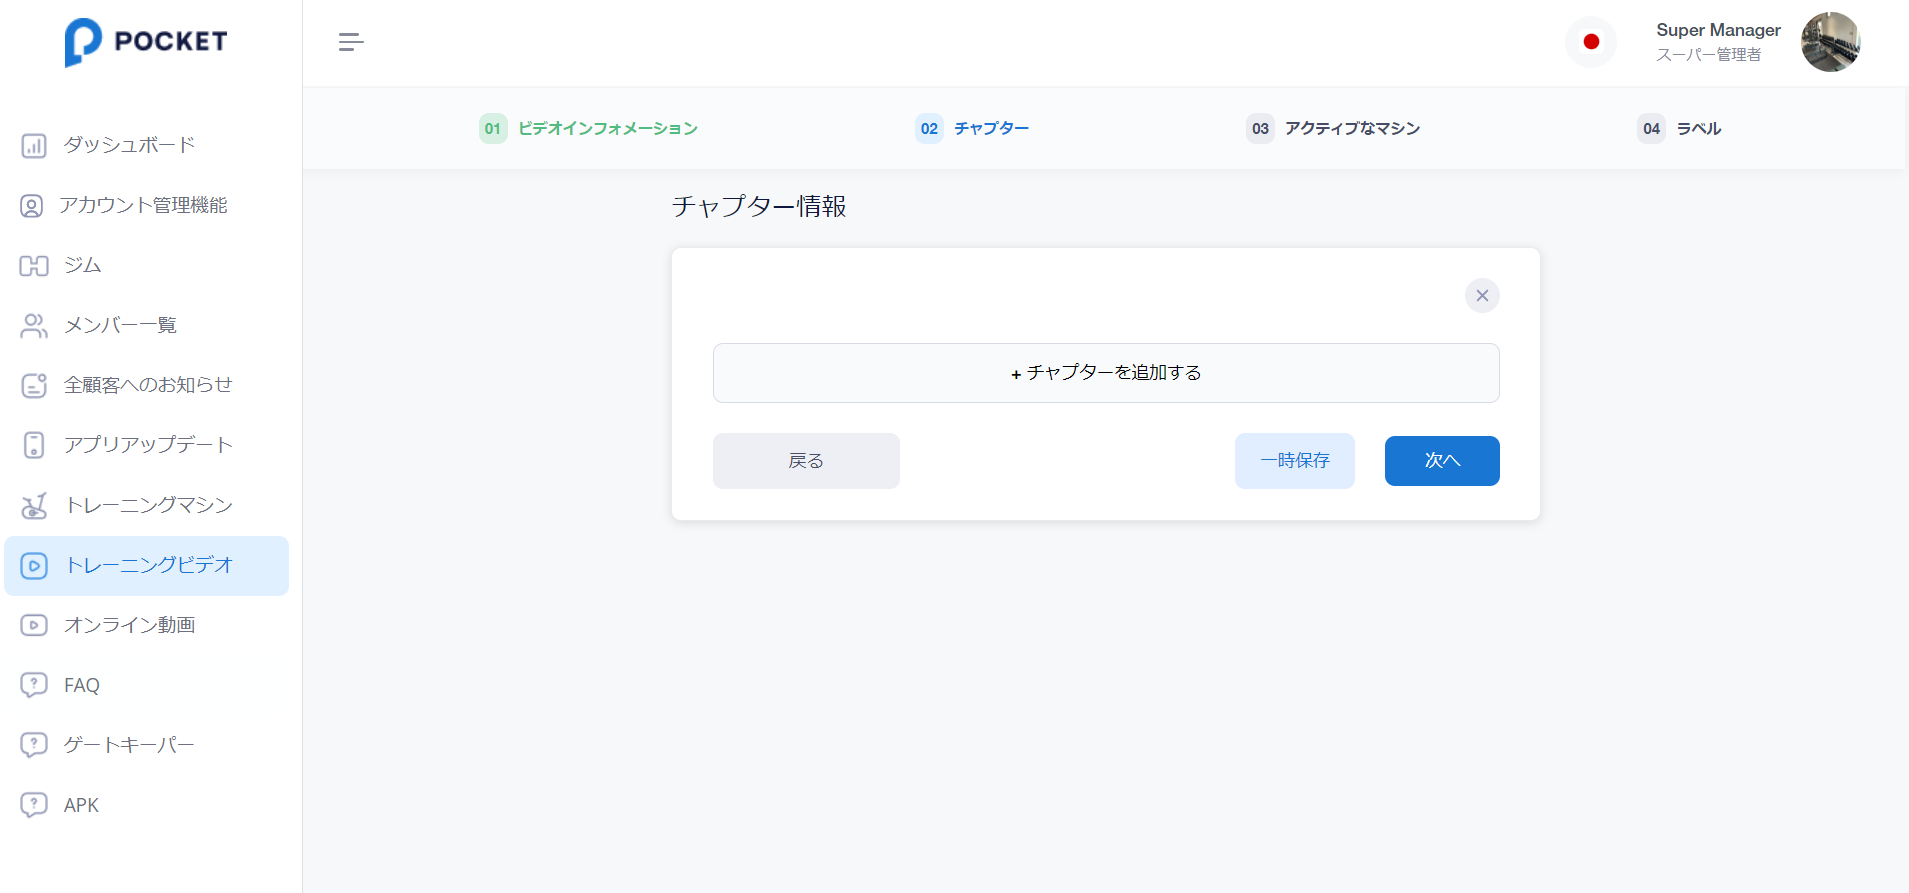 POCKET
Super Manager
スーパー管理者
ダッシュボード
アカウント管理機能
ジム
メンバー一覧
全顧客へのお知らせ
アプリアップデート
トレーニングマシン
トレーニングビデオ
オンライン動画
FAQ
ゲートキーパー
APK
01 ビデオインフォメーション
02 チャプター
03 アクティブなマシン
04 ラベル
チャプター情報
+ チャプターを追加する
戻る
一時保存
次へ